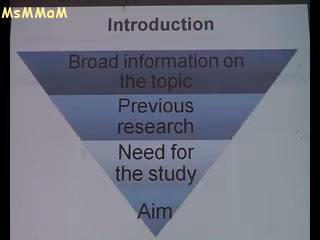 MsMMaM
Introduction
Broad information on
the topic
Previous
research
Need for
the study
Aim